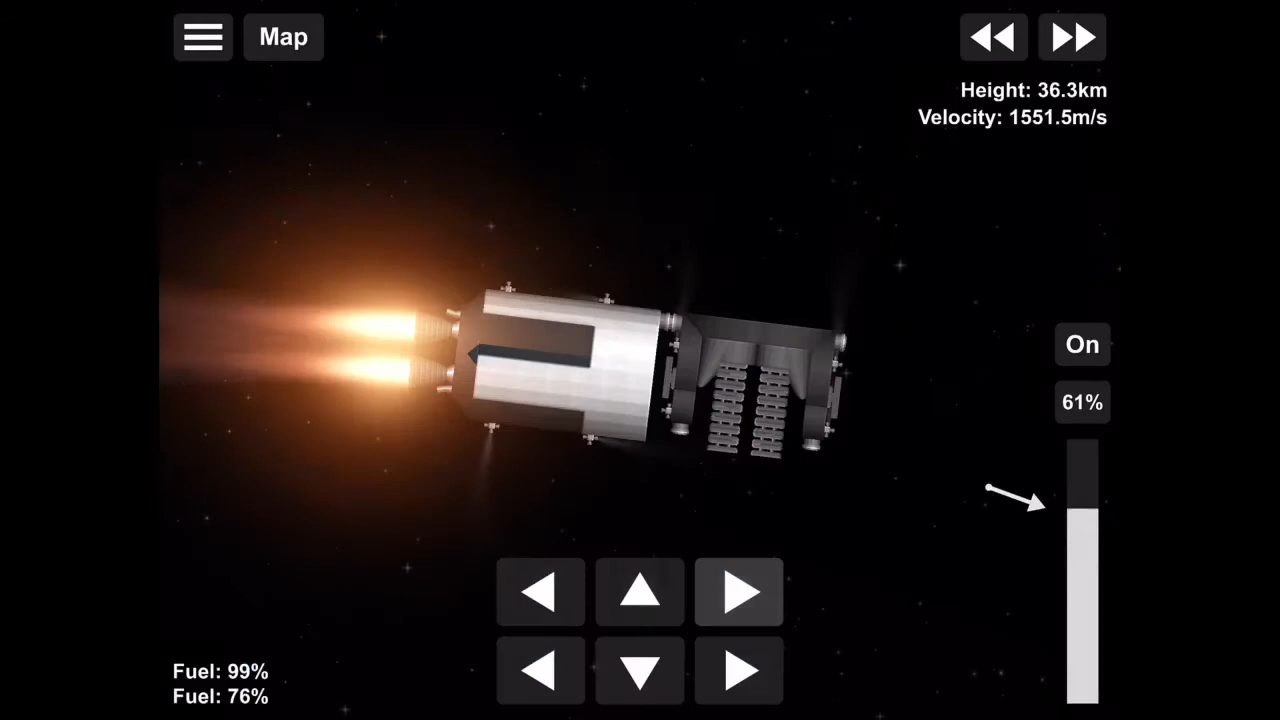 Map
Height: 36.3km
Velocity: 1551.5m/s
On
61%
Fuel: 99%
Fuel: 76%